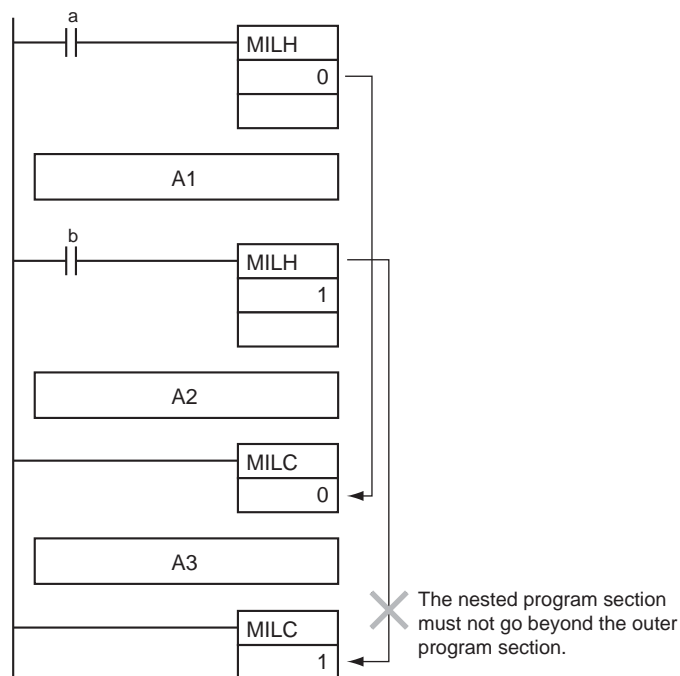 a
MILH
0
A1
b
MILH
1
A2
MILC
0
A3
The nested program section
must not go beyond the outer
program section.
MILC
1